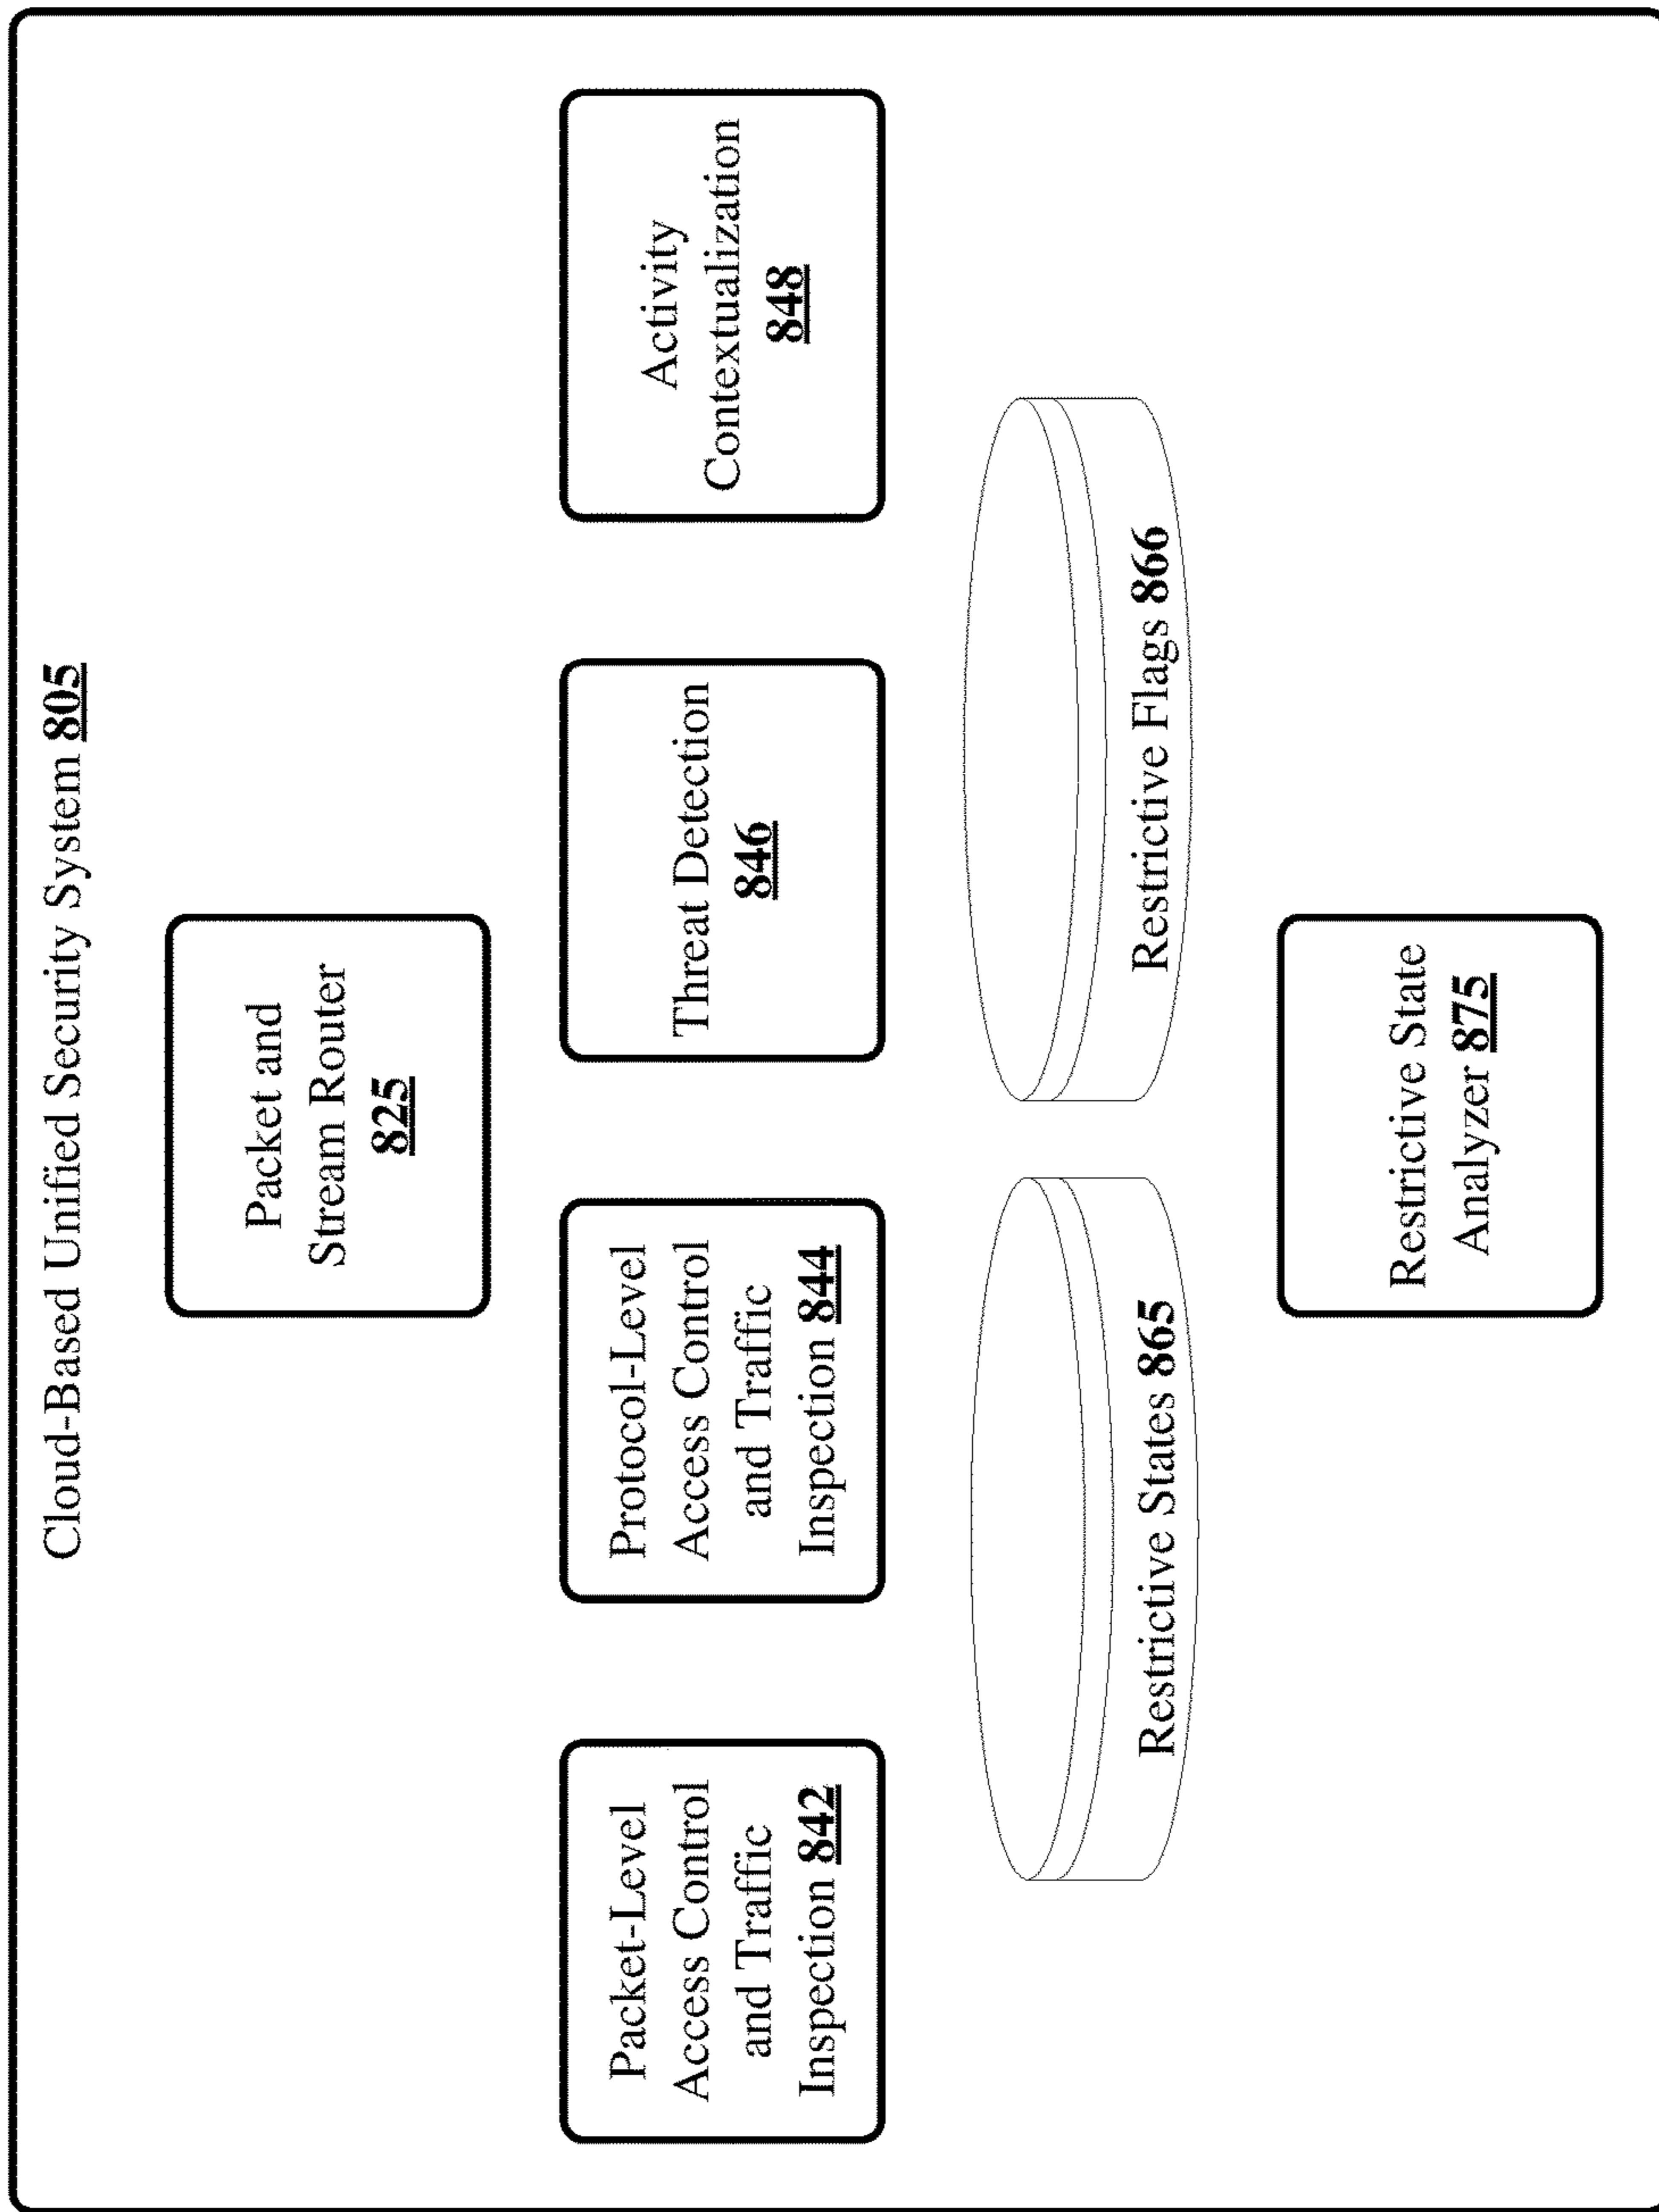 Cloud-Based Unified Security System 805
Packet and
Stream Router
825
Packet-Level
Access Control
and Traffic
Inspection 842
Protocol-Level
Access Control
and Traffic
Inspection 844
Threat Detection
846
Activity
Contextualization
848
Restrictive States 865
Restrictive Flags 866
Restrictive State
Analyzer 875